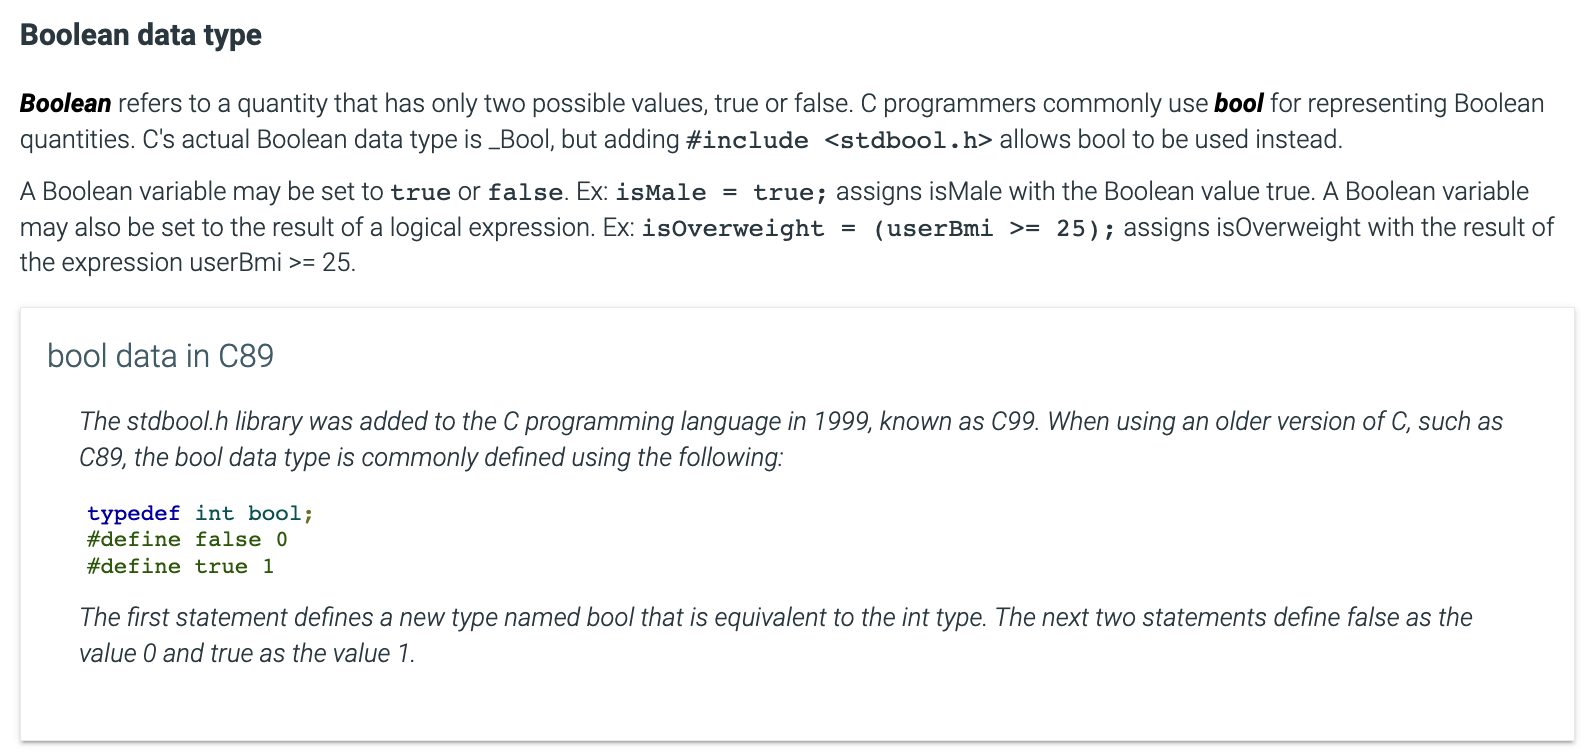 Boolean data type
Boolean refers to a quantity that has only two possible values, true or false. C programmers commonly use bool for representing Boolean
quantities. C's actual Boolean data type is _Bool, but adding #include <stdbool.h> allows bool to be used instead.
A Boolean variable may be set to true or false. Ex: isMale = true; assigns isMale with the Boolean value true. A Boolean variable
may also be set to the result of a logical expression. Ex: isOverweight = (userBmi >= 25); assigns isOverweight with the result of
the expression userBmi >= 25.
bool data in C89
The stdbool.h library was added to the C programming language in 1999, known as C99. When using an older version of C, such as
C89, the bool data type is commonly defined using the following:
typedef int bool;
#define false 0
#define true 1
The first statement defines a new type named bool that is equivalent to the int type. The next two statements define false as the
value 0 and true as the value 1.